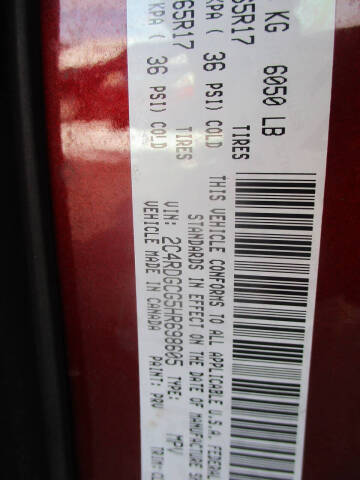 KG 6050 LB
65R17 TIRES
KPA ( 36 PSI) COLD
65R17 TIRES
KPA ( 36 PSI) COLD
THIS VEHICLE CONFORMS TO ALL APPLICABLE U.S.A. FEDERAL
STANDARDS IN EFFECT ON THE DATE OF MANUFACTURE
VIN: 2C4RDGCG5HR698605 TYPE: MPV
VEHICLE MADE IN CANADA PAINT: PRV TRIM: